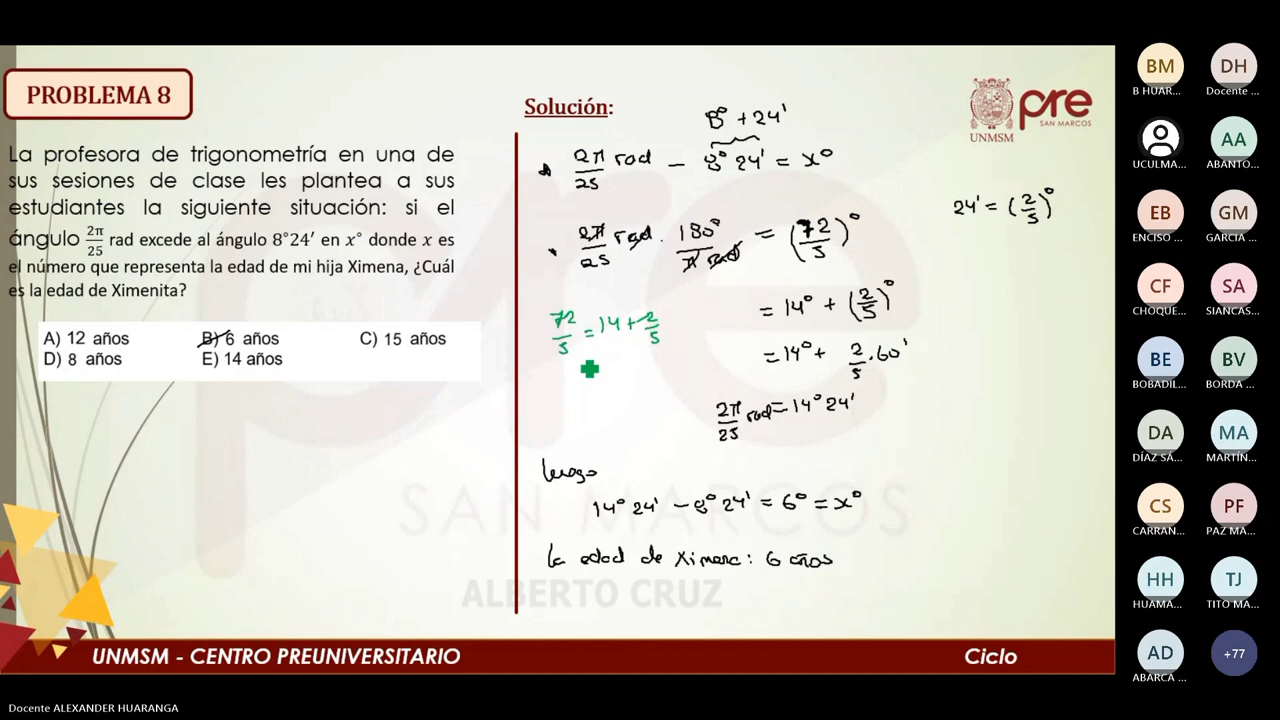 PROBLEMA 8
La profesora de trigonometría en una de
sus sesiones de clase les plantea a sus
estudiantes la siguiente situación: si el
ángulo 2π/25 rad excede al ángulo 8°24′ en x° donde x es
el número que representa la edad de mi hija Ximena, ¿Cuál
es la edad de Ximenita?
A) 12 años B) 6 años C) 15 años
D) 8 años E) 14 años
Solución:
8° + 24'
2π/25 rad - 8° 24' = x°
2π/25 rad . 180°/π rad = (72/5)°
= 14° + (2/5)°
= 14° + 2/5 . 60'
2π/25 rad = 14° 24'
72/5 = 14 + 2/5
24' = (2/5)°
luego
14° 24' - 8° 24' = 6° = x°
la edad de Ximena: 6 años
UNMSM
pre
SAN MARCOS
SAN MARCOS
ALBERTO CRUZ
UNMSM - CENTRO PREUNIVERSITARIO
Ciclo
BM
B HUAR...
DH
Docente ...
UCULMA...
AA
ABANTO...
EB
ENCISO ...
GM
GARCIA ...
CF
CHOQUE...
SA
SIANCAS...
BE
BOBADIL...
BV
BORDA ...
DA
DÍAZ SÁ...
MA
MARTÍN...
CS
CARRAN...
PF
PAZ MA...
HH
HUAMA...
TJ
TITO MA...
AD
ABARCA ...
+77
Docente ALEXANDER HUARANGA